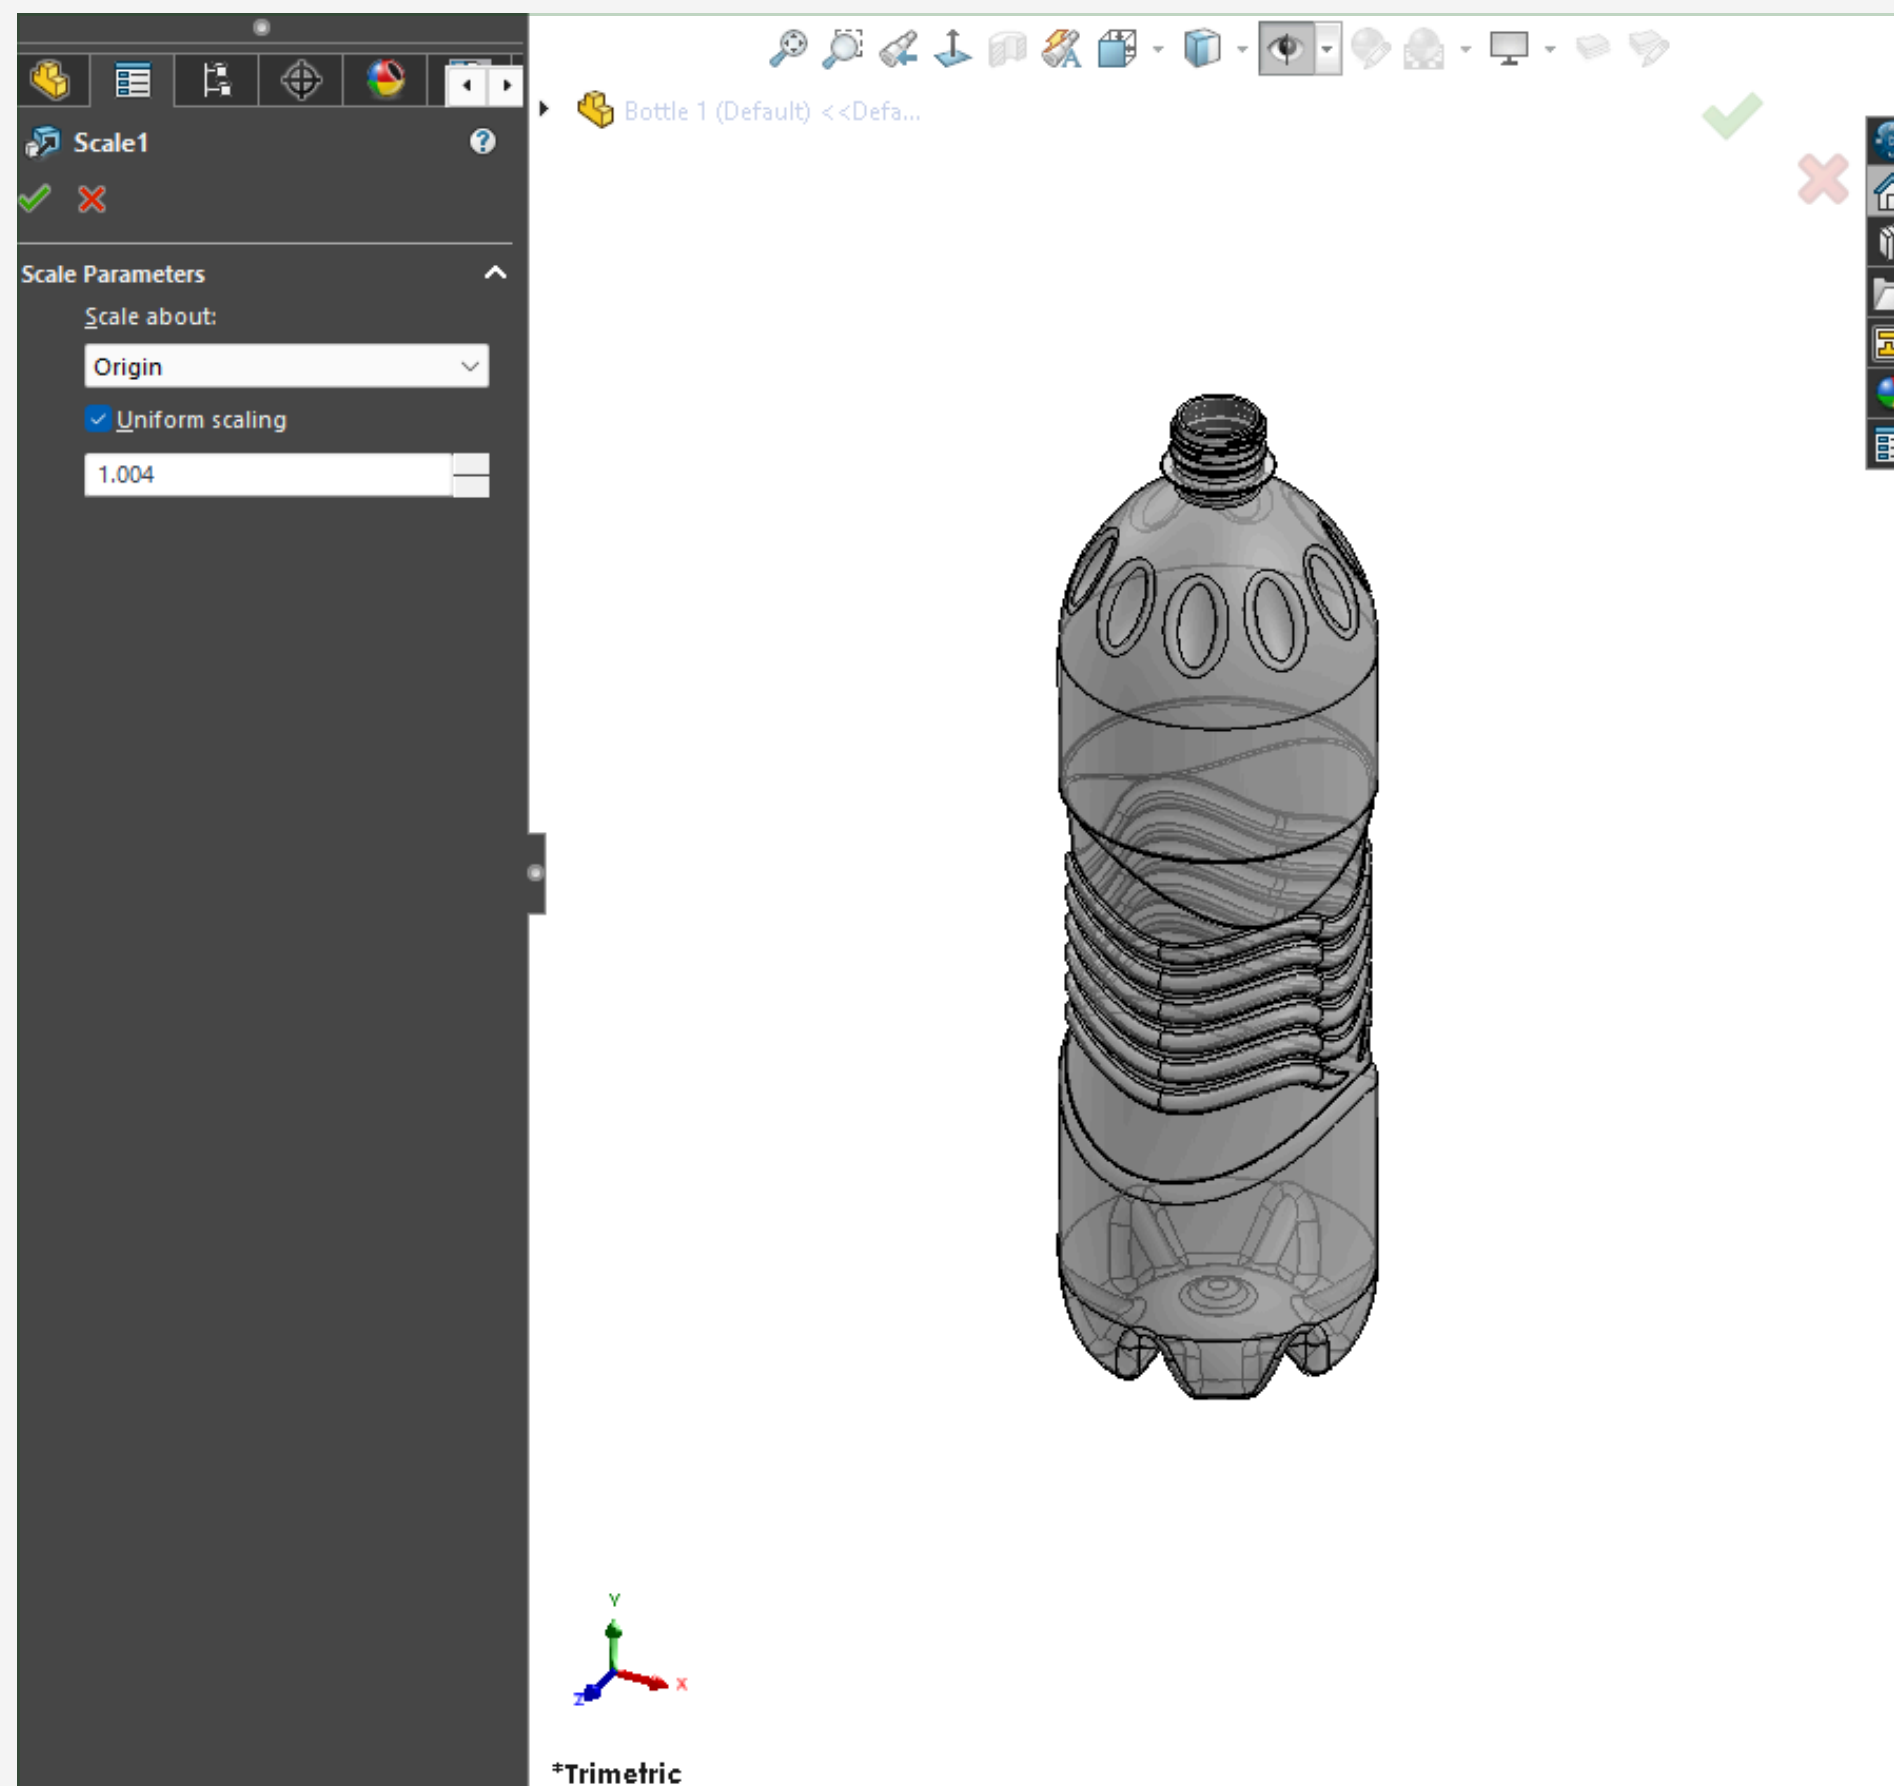 Bottle 1 (Default) <<Defa...
Scale1
Scale Parameters
Scale about:
Origin
Uniform scaling
1.004
Y
X
Z
*Trimetric